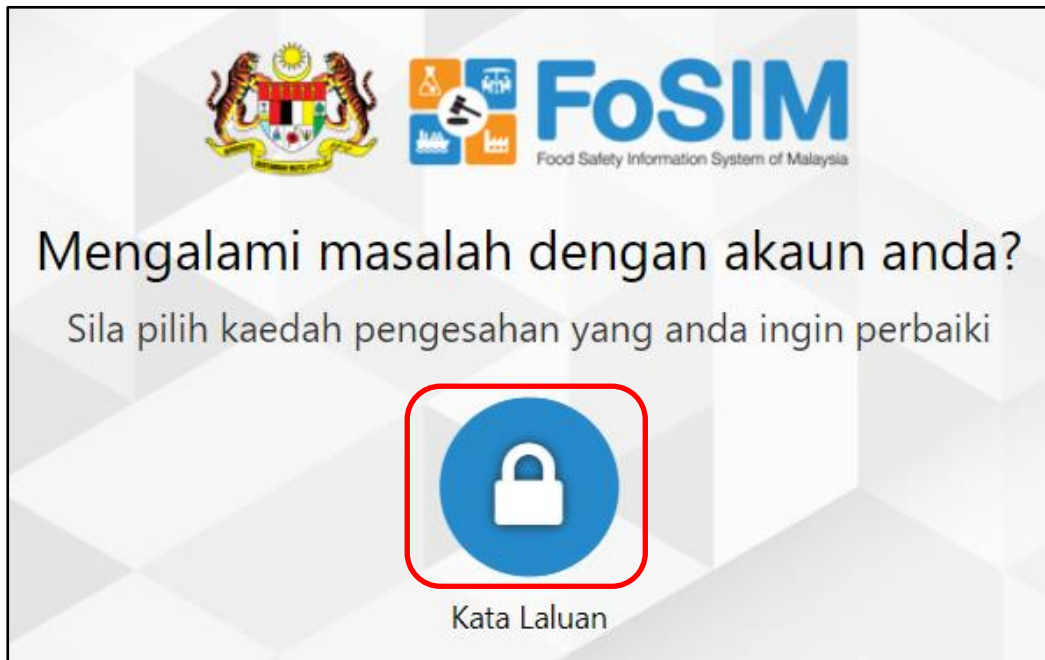 FoSIM
Food Safety Information System of Malaysia
Mengalami masalah dengan akaun anda?
Sila pilih kaedah pengesahan yang anda ingin perbaiki
Kata Laluan